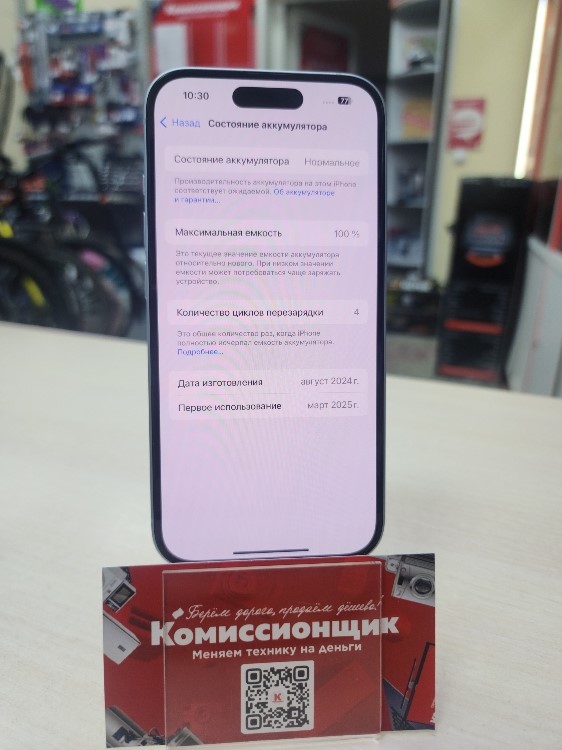 10:30
77
Назад Состояние аккумулятора
Состояние аккумулятора Нормальное
Производительность аккумулятора на этом iPhone
соответствует ожидаемой. Об аккумуляторе
и гарантии...
Максимальная емкость 100 %
Это текущее значение емкости аккумулятора
относительно нового. При низком значении
емкости может потребоваться чаще заряжать
устройство.
Количество циклов перезарядки 4
Это общее количество раз, когда iPhone
полностью исчерпал емкость аккумулятора.
Подробнее...
Дата изготовления август 2024 г.
Первое использование март 2025 г.
Берём дорого, продаём дёшево!
Комиссионщик
Меняем технику на деньги
К